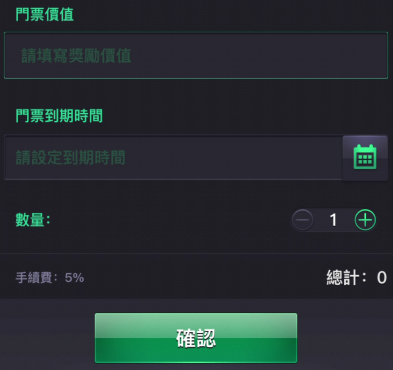 門票價值
請填寫獎勵價值
門票到期時間
請設定到期時間
數量：
1
手續費：5%
總計：0
確認